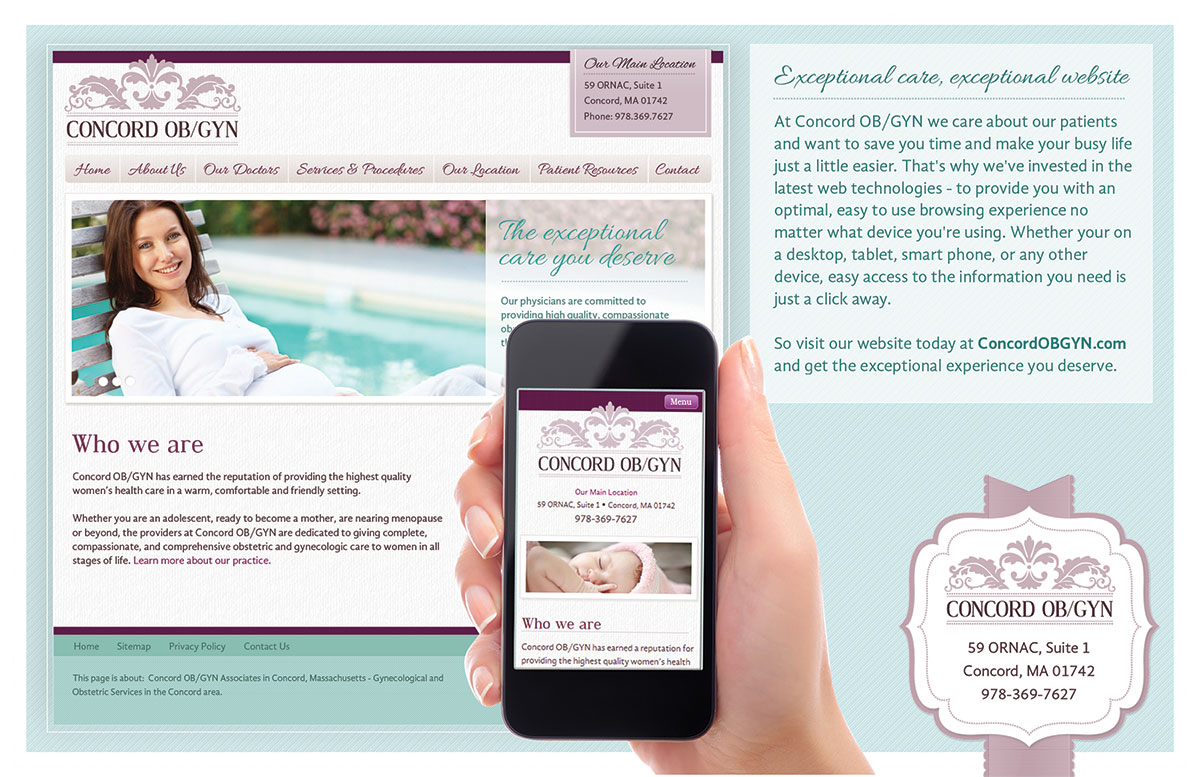 CONCORD OB/GYN
Our Main Location
59 ORNAC, Suite 1
Concord, MA 01742
Phone: 978.369.7627
Home About Us Our Doctors Services & Procedures Our Location Patient Resources Contact
The exceptional
care you deserve
Our physicians are committed to
providing high quality, compassionate
Who we are
Concord OB/GYN has earned the reputation of providing the highest quality
women's health care in a warm, comfortable and friendly setting.
Whether you are an adolescent, ready to become a mother, are nearing menopause
or beyond, the providers at Concord OB/GYN are dedicated to giving complete,
compassionate, and comprehensive obstetric and gynecologic care to women in all
stages of life. Learn more about our practice.
Home Sitemap Privacy Policy Contact Us
This page is about: Concord OB/GYN Associates in Concord, Massachusetts - Gynecological and
Obstetric Services in the Concord area.
Menu
CONCORD OB/GYN
Our Main Location
59 ORNAC, Suite 1 • Concord, MA 01742
978-369-7627
Who we are
Concord OB/GYN has earned a reputation for
providing the highest quality women's health
Exceptional care, exceptional website
At Concord OB/GYN we care about our patients
and want to save you time and make your busy life
just a little easier. That's why we've invested in the
latest web technologies - to provide you with an
optimal, easy to use browsing experience no
matter what device you're using. Whether your on
a desktop, tablet, smart phone, or any other
device, easy access to the information you need is
just a click away.
So visit our website today at ConcordOBGYN.com
and get the exceptional experience you deserve.
CONCORD OB/GYN
59 ORNAC, Suite 1
Concord, MA 01742
978-369-7627